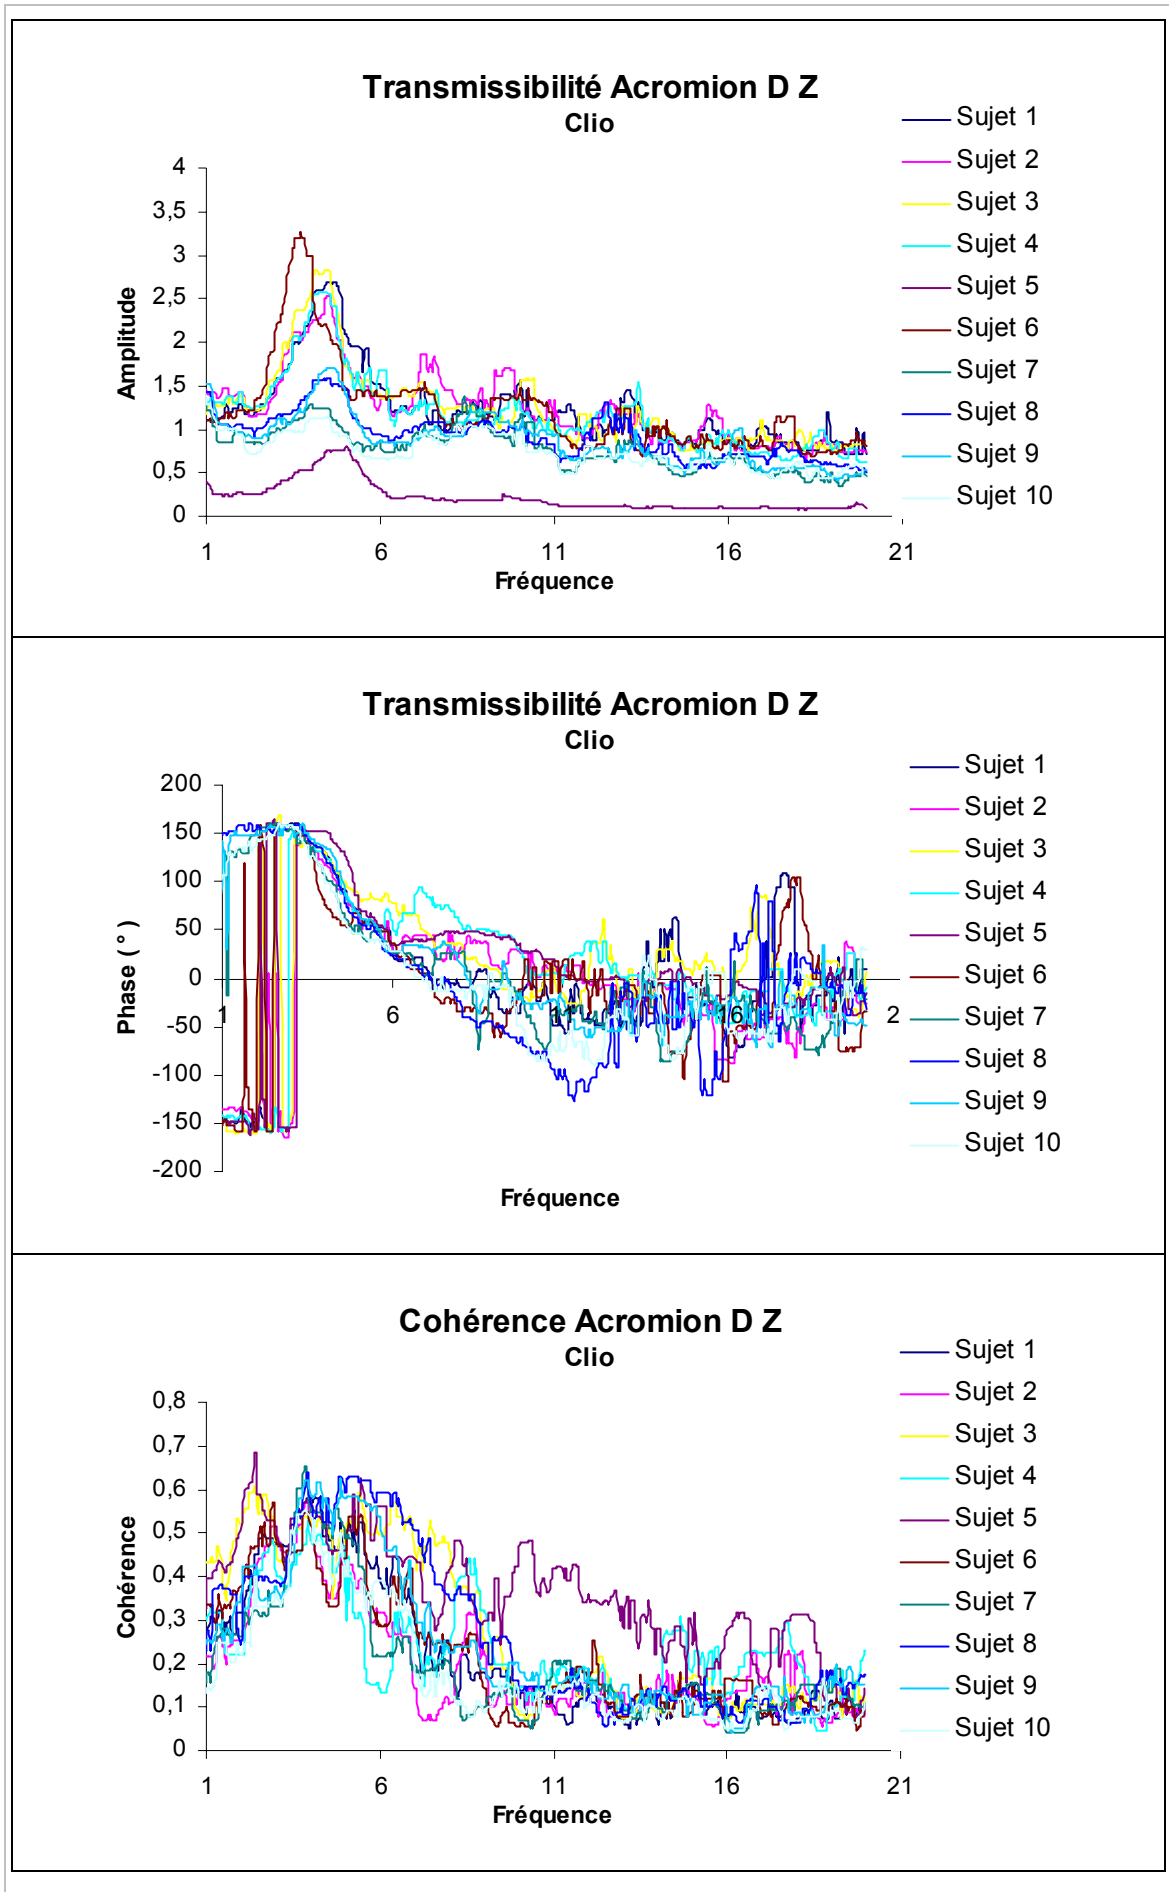 Transmissibilité Acromion D Z
Clio
Amplitude
4
3,5
3
2,5
2
1,5
1
0,5
0
1 6 11 16 21
Fréquence
Sujet 1
Sujet 2
Sujet 3
Sujet 4
Sujet 5
Sujet 6
Sujet 7
Sujet 8
Sujet 9
Sujet 10
Transmissibilité Acromion D Z
Clio
Phase ( ° )
200
150
100
50
0
-50
-100
-150
-200
1 6 11 16 2
Fréquence
Sujet 1
Sujet 2
Sujet 3
Sujet 4
Sujet 5
Sujet 6
Sujet 7
Sujet 8
Sujet 9
Sujet 10
Cohérence Acromion D Z
Clio
Cohérence
0,8
0,7
0,6
0,5
0,4
0,3
0,2
0,1
0
1 6 11 16 21
Fréquence
Sujet 1
Sujet 2
Sujet 3
Sujet 4
Sujet 5
Sujet 6
Sujet 7
Sujet 8
Sujet 9
Sujet 10